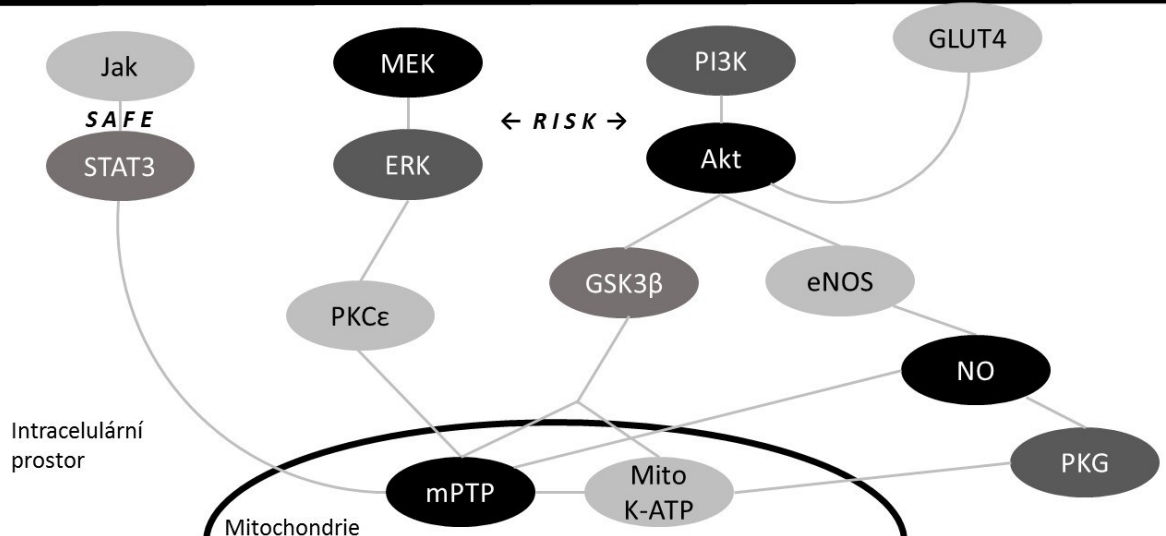 Jak
MEK
PI3K
GLUT4
SAFE
← RISK →
STAT3
ERK
Akt
GSK3β
eNOS
PKCε
NO
Intracelulární
prostor
PKG
mPTP
Mito
K-ATP
Mitochondrie